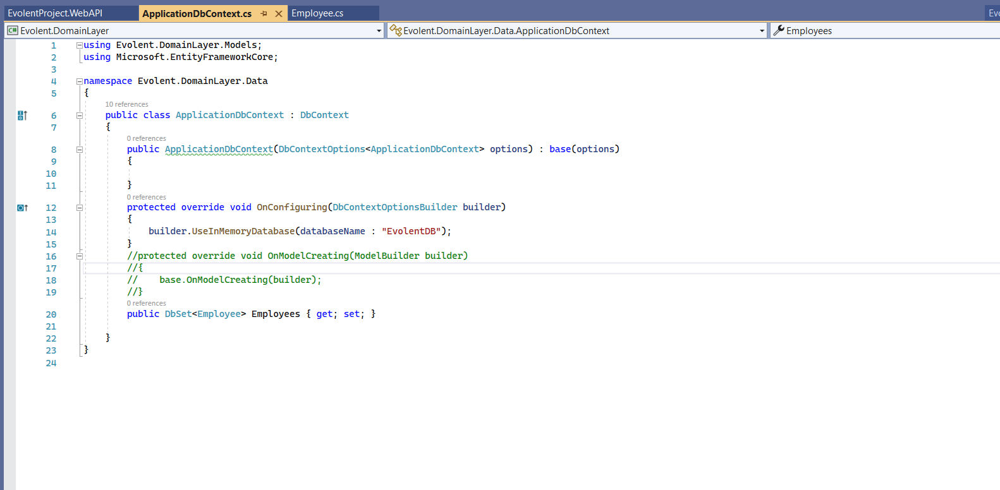 EvolentProject.WebAPI ApplicationDbContext.cs Employee.cs
C# Evolent.DomainLayer Evolent.DomainLayer.Data.ApplicationDbContext Employees
1 using Evolent.DomainLayer.Models;
2 using Microsoft.EntityFrameworkCore;
3
4 namespace Evolent.DomainLayer.Data
5 {
10 references
6 public class ApplicationDbContext : DbContext
7 {
0 references
8 public ApplicationDbContext(DbContextOptions<ApplicationDbContext> options) : base(options)
9 {
10
11 }
0 references
12 protected override void OnConfiguring(DbContextOptionsBuilder builder)
13 {
14 builder.UseInMemoryDatabase(databaseName : "EvolentDB");
15 }
16 //protected override void OnModelCreating(ModelBuilder builder)
17 //{
18 // base.OnModelCreating(builder);
19 //}
0 references
20 public DbSet<Employee> Employees { get; set; }
21
22 }
23 }
24